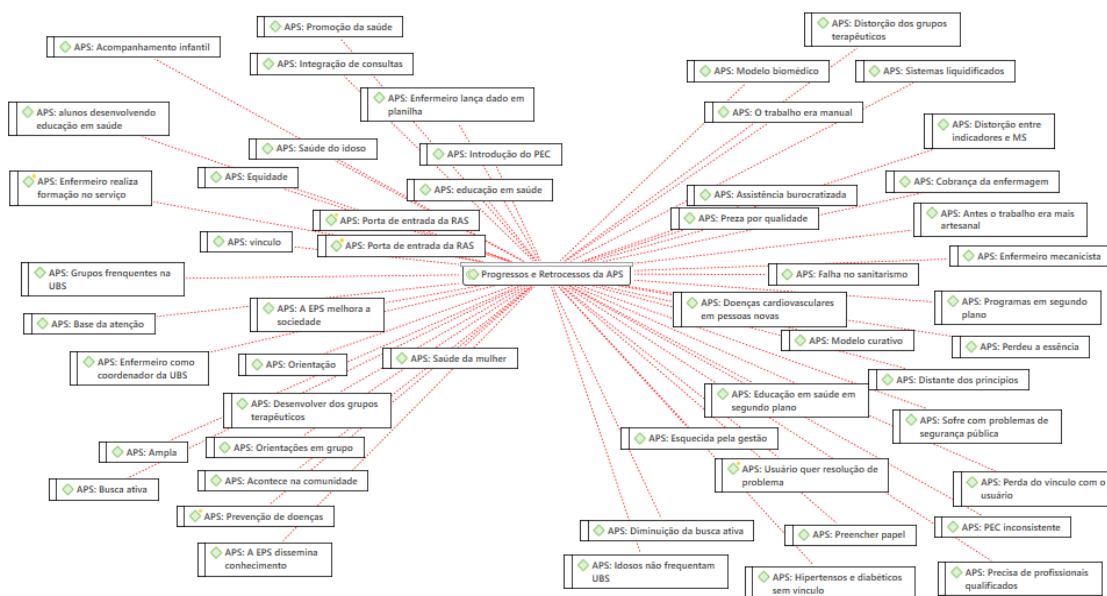 APS: Promoção da saúde
APS: Acompanhamento infantil
APS: Integração de consultas
APS: Enfermeiro lança dado em
planilha
APS: alunos desenvolvendo
educação em saúde
APS: Saúde do idoso
APS: Introdução do PEC
APS: Equidade
APS: educação em saúde
APS: Enfermeiro realiza
formação no serviço
APS: Porta de entrada da RAS
APS: vínculo
APS: Porta de entrada da RAS
APS: Grupos frenquentes na
UBS
APS: A EPS melhora a
sociedade
APS: Base da atenção
APS: Enfermeiro como
coordenador da UBS
APS: Orientação
APS: Saúde da mulher
APS: Desenvolver dos grupos
terapêuticos
APS: Ampla
APS: Orientações em grupo
APS: Busca ativa
APS: Acontece na comunidade
APS: Prevenção de doenças
APS: A EPS dissemina
conhecimento
Progressos e Retrocessos da APS
APS: Distorção dos grupos
terapêuticos
APS: Modelo biomédico
APS: Sistemas liquidificados
APS: O trabalho era manual
APS: Distorção entre
indicadores e MS
APS: Assistência burocratizada
APS: Cobrança da enfermagem
APS: Preza por qualidade
APS: Antes o trabalho era mais
artesanal
APS: Enfermeiro mecanicista
APS: Falha no sanitarismo
APS: Doenças cardiovasculares
em pessoas novas
APS: Programas em segundo
plano
APS: Modelo curativo
APS: Perdeu a essência
APS: Distante dos princípios
APS: Educação em saúde em
segundo plano
APS: Sofre com problemas de
segurança pública
APS: Esquecida pela gestão
APS: Usuário quer resolução de
problema
APS: Perda do vínculo com o
usuário
APS: Diminuição da busca ativa
APS: Preencher papel
APS: PEC inconsistente
APS: Idosos não frequentam
UBS
APS: Hipertensos e diabéticos
sem vínculo
APS: Precisa de profissionais
qualificados